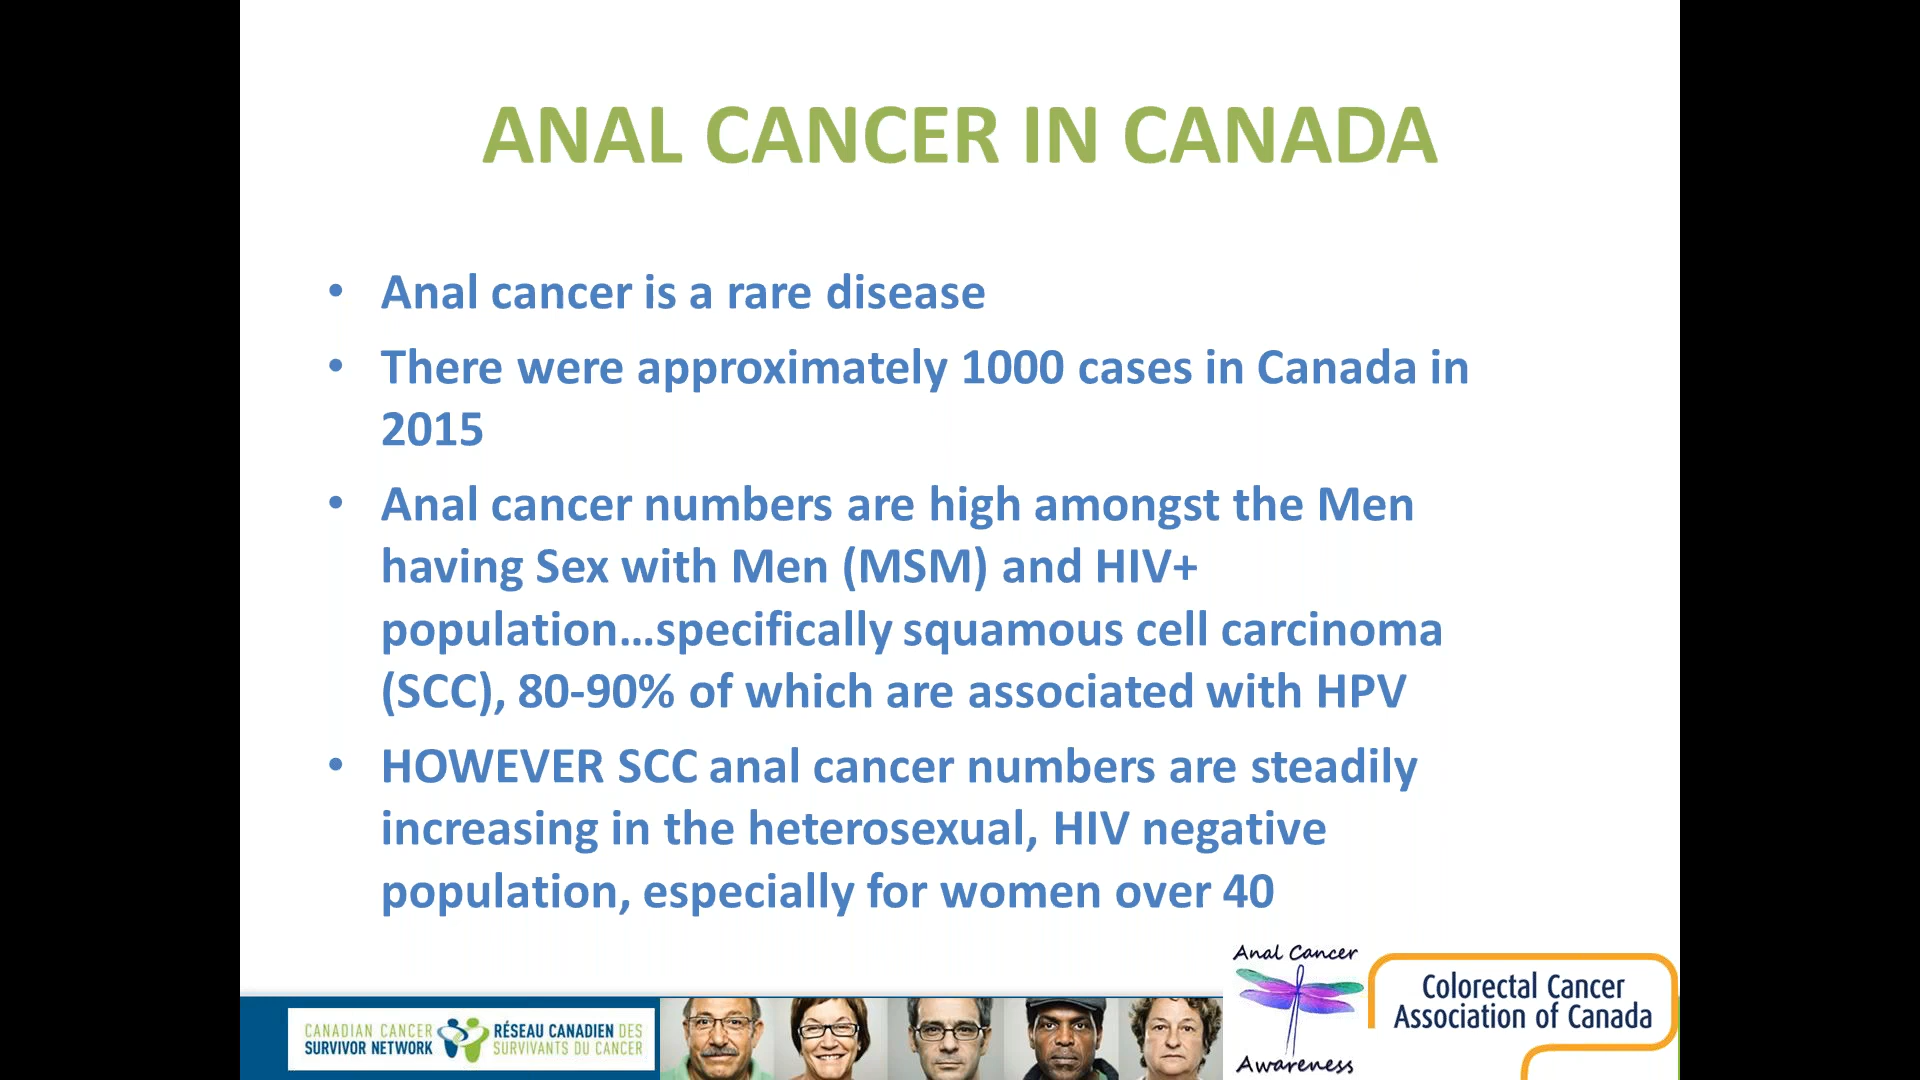 ANAL CANCER IN CANADA
• Anal cancer is a rare disease
• There were approximately 1000 cases in Canada in
2015
• Anal cancer numbers are high amongst the Men
having Sex with Men (MSM) and HIV+
population…specifically squamous cell carcinoma
(SCC), 80-90% of which are associated with HPV
• HOWEVER SCC anal cancer numbers are steadily
increasing in the heterosexual, HIV negative
population, especially for women over 40
CANADIAN CANCER
SURVIVOR NETWORK
RÉSEAU CANADIEN DES
SURVIVANTS DU CANCER
Anal Cancer
Awareness
Colorectal Cancer
Association of Canada